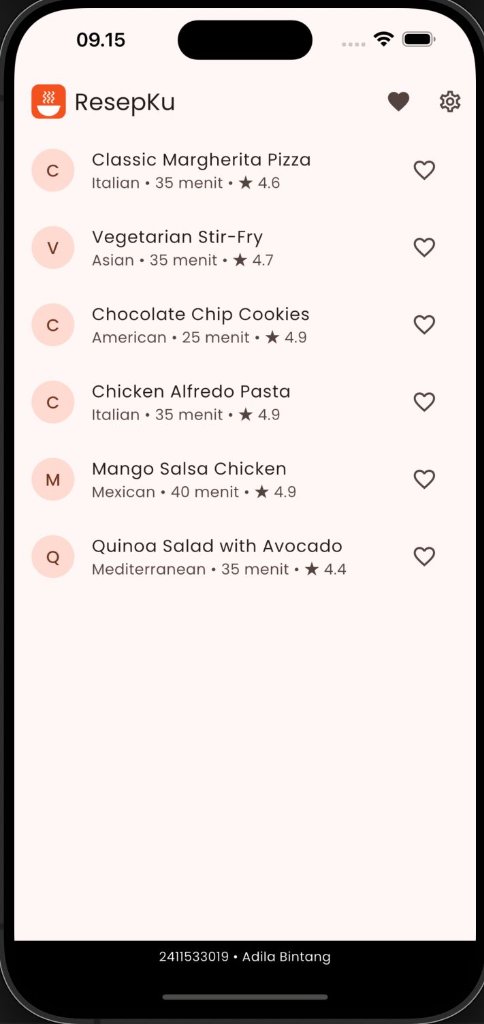 09.15
ResepKu
C
Classic Margherita Pizza
Italian • 35 menit • ★ 4.6
V
Vegetarian Stir-Fry
Asian • 35 menit • ★ 4.7
C
Chocolate Chip Cookies
American • 25 menit • ★ 4.9
C
Chicken Alfredo Pasta
Italian • 35 menit • ★ 4.9
M
Mango Salsa Chicken
Mexican • 40 menit • ★ 4.9
Q
Quinoa Salad with Avocado
Mediterranean • 35 menit • ★ 4.4
2411533019 • Adila Bintang